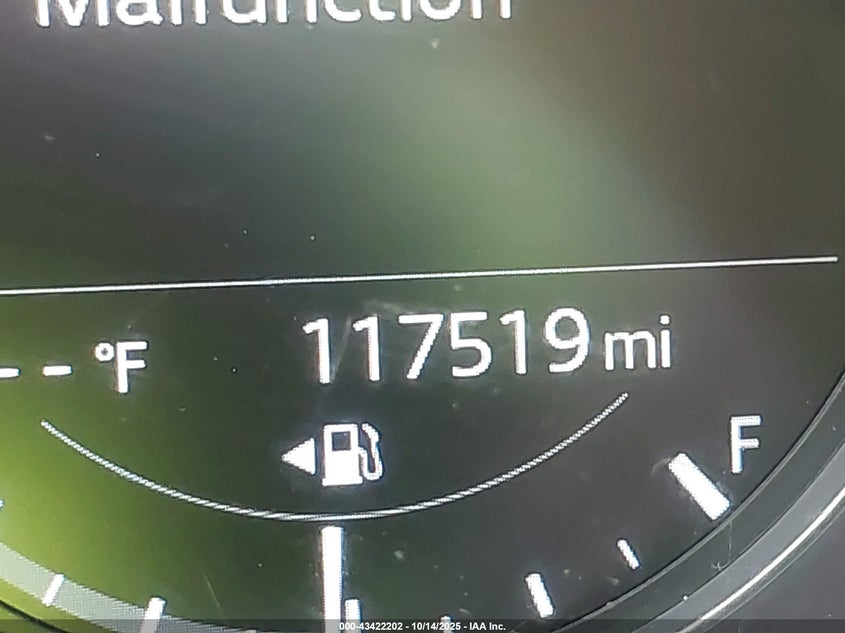 Malfunction
-- °F 117519 mi
F
000-43422202 - 10/14/2025 - IAA Inc.